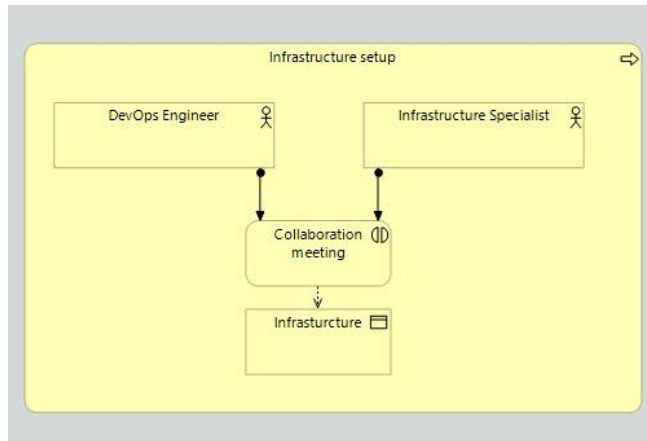 Infrastructure setup
DevOps Engineer
Infrastructure Specialist
Collaboration
meeting
Infrasturcture